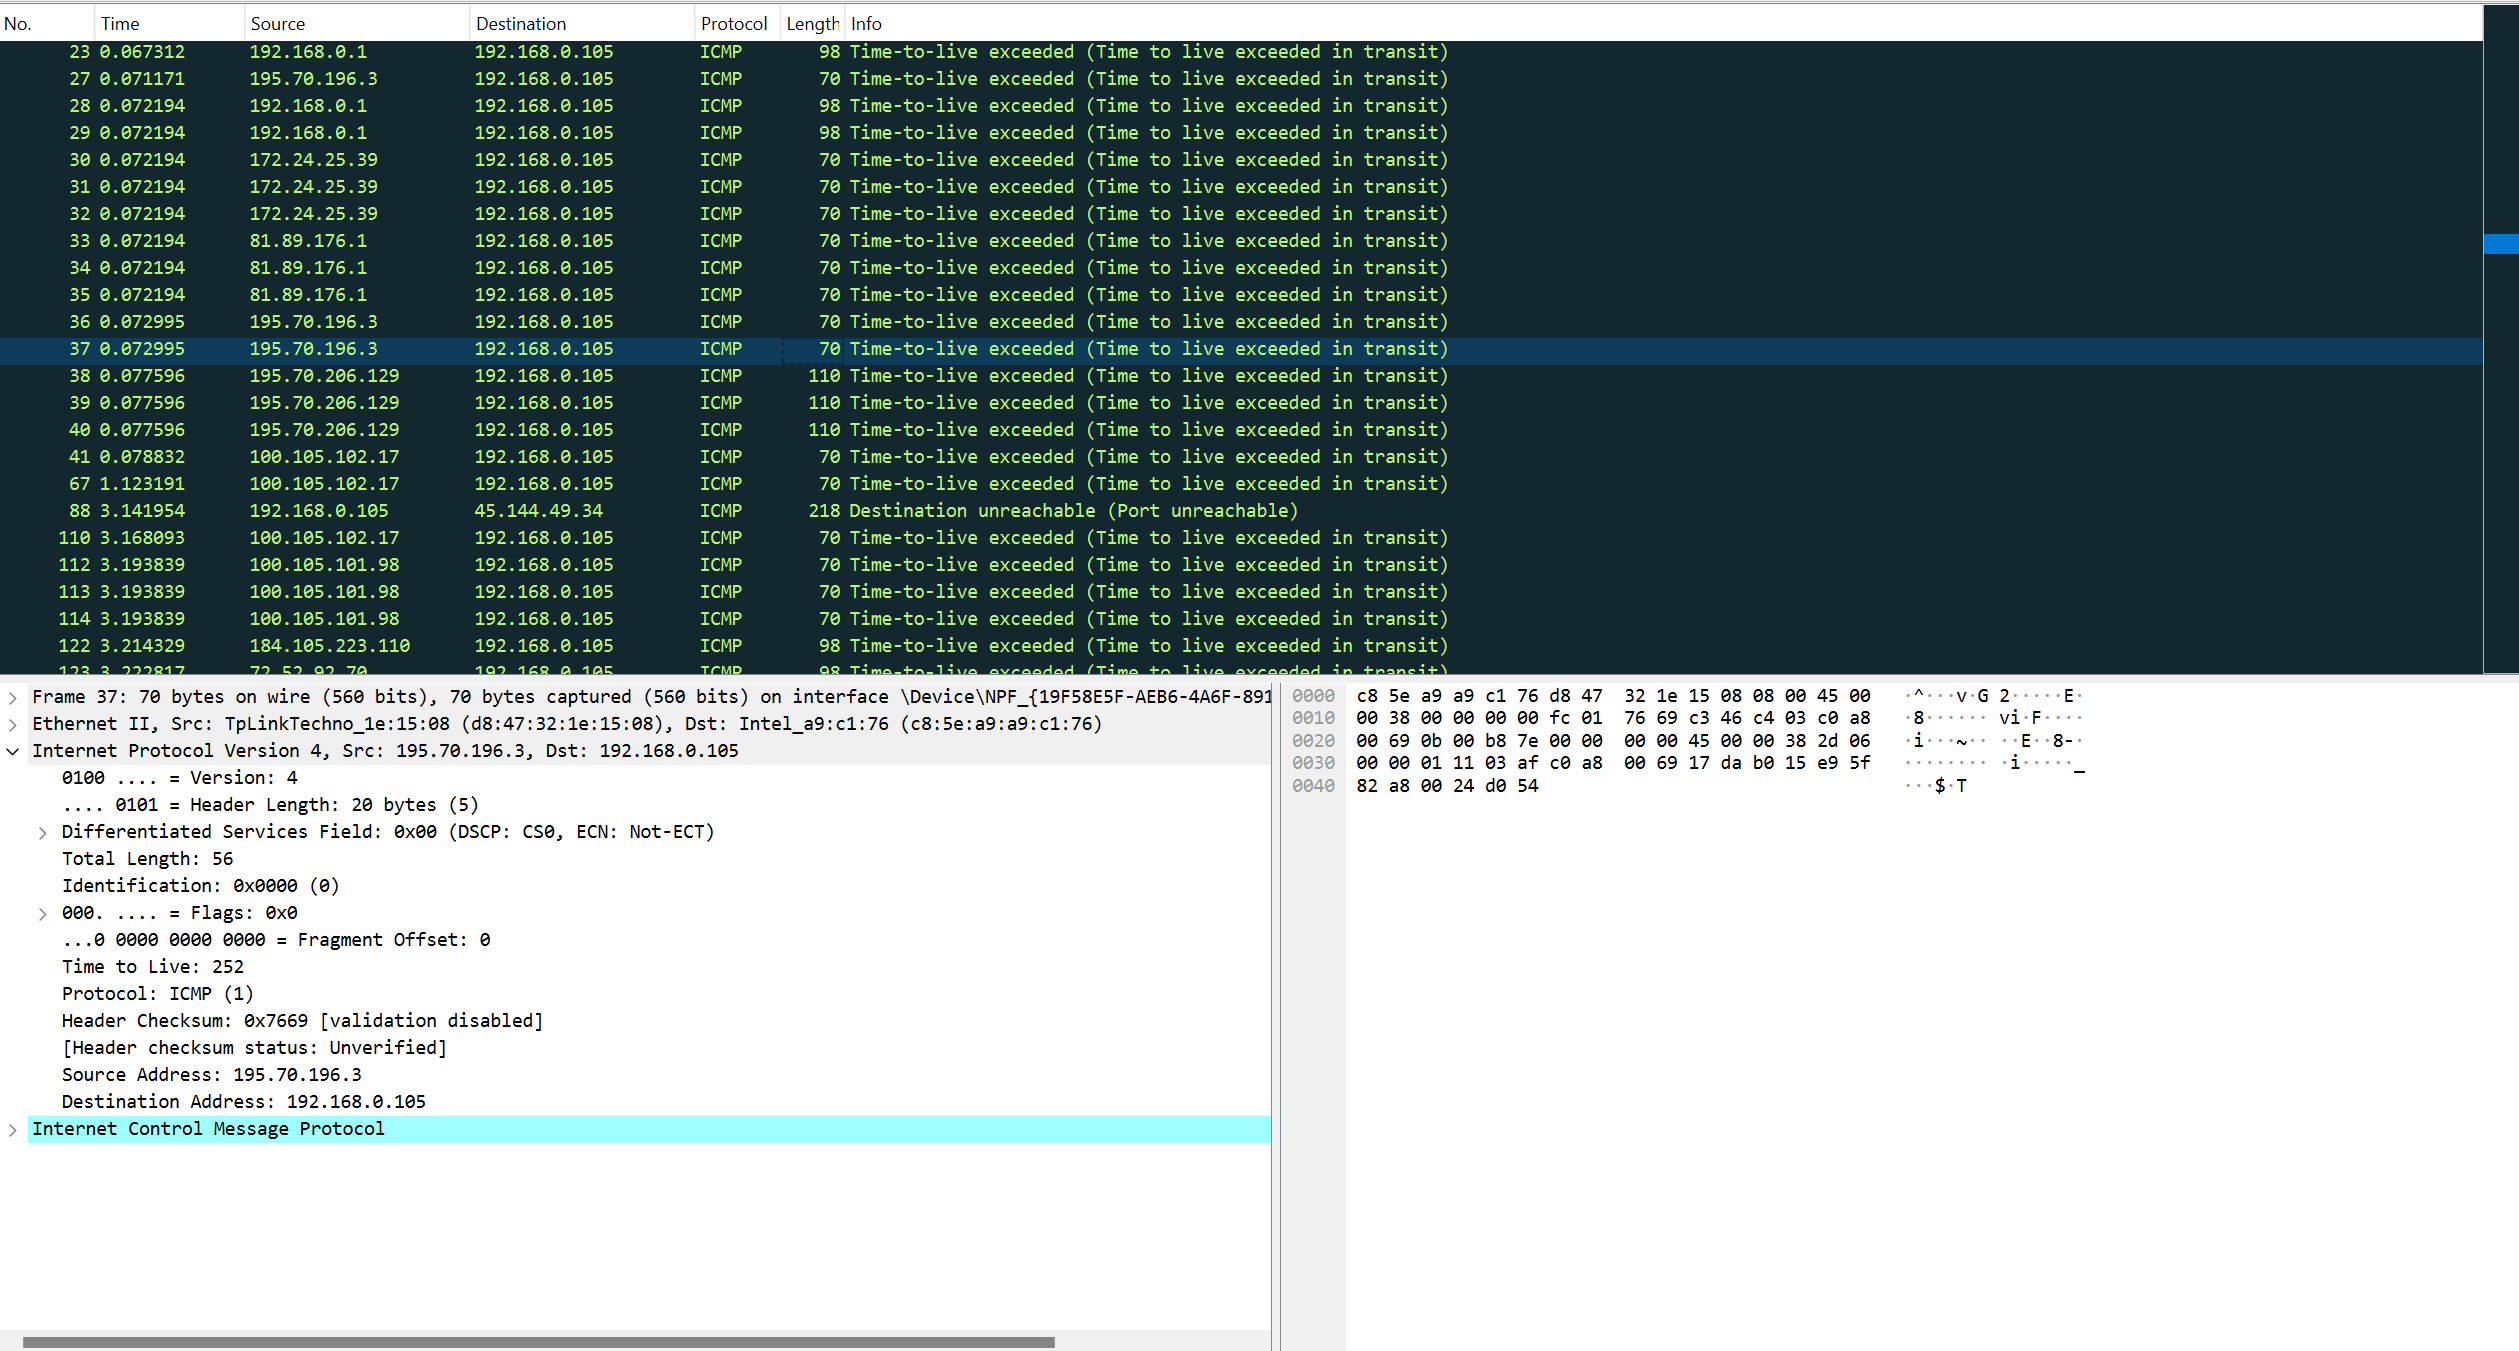 No. Time Source Destination Protocol Length Info
23 0.067312 192.168.0.1 192.168.0.105 ICMP 98 Time-to-live exceeded (Time to live exceeded in transit)
27 0.071171 195.70.196.3 192.168.0.105 ICMP 70 Time-to-live exceeded (Time to live exceeded in transit)
28 0.072194 192.168.0.1 192.168.0.105 ICMP 98 Time-to-live exceeded (Time to live exceeded in transit)
29 0.072194 192.168.0.1 192.168.0.105 ICMP 98 Time-to-live exceeded (Time to live exceeded in transit)
30 0.072194 172.24.25.39 192.168.0.105 ICMP 70 Time-to-live exceeded (Time to live exceeded in transit)
31 0.072194 172.24.25.39 192.168.0.105 ICMP 70 Time-to-live exceeded (Time to live exceeded in transit)
32 0.072194 172.24.25.39 192.168.0.105 ICMP 70 Time-to-live exceeded (Time to live exceeded in transit)
33 0.072194 81.89.176.1 192.168.0.105 ICMP 70 Time-to-live exceeded (Time to live exceeded in transit)
34 0.072194 81.89.176.1 192.168.0.105 ICMP 70 Time-to-live exceeded (Time to live exceeded in transit)
35 0.072194 81.89.176.1 192.168.0.105 ICMP 70 Time-to-live exceeded (Time to live exceeded in transit)
36 0.072995 195.70.196.3 192.168.0.105 ICMP 70 Time-to-live exceeded (Time to live exceeded in transit)
37 0.072995 195.70.196.3 192.168.0.105 ICMP 70 Time-to-live exceeded (Time to live exceeded in transit)
38 0.077596 195.70.206.129 192.168.0.105 ICMP 110 Time-to-live exceeded (Time to live exceeded in transit)
39 0.077596 195.70.206.129 192.168.0.105 ICMP 110 Time-to-live exceeded (Time to live exceeded in transit)
40 0.077596 195.70.206.129 192.168.0.105 ICMP 110 Time-to-live exceeded (Time to live exceeded in transit)
41 0.078832 100.105.102.17 192.168.0.105 ICMP 70 Time-to-live exceeded (Time to live exceeded in transit)
67 1.123191 100.105.102.17 192.168.0.105 ICMP 70 Time-to-live exceeded (Time to live exceeded in transit)
88 3.141954 192.168.0.105 45.144.49.34 ICMP 218 Destination unreachable (Port unreachable)
110 3.168093 100.105.102.17 192.168.0.105 ICMP 70 Time-to-live exceeded (Time to live exceeded in transit)
112 3.193839 100.105.101.98 192.168.0.105 ICMP 70 Time-to-live exceeded (Time to live exceeded in transit)
113 3.193839 100.105.101.98 192.168.0.105 ICMP 70 Time-to-live exceeded (Time to live exceeded in transit)
114 3.193839 100.105.101.98 192.168.0.105 ICMP 70 Time-to-live exceeded (Time to live exceeded in transit)
122 3.214329 184.105.223.110 192.168.0.105 ICMP 98 Time-to-live exceeded (Time to live exceeded in transit)
123 3.222817 72.52.92.70 192.168.0.105 ICMP 98 Time-to-live exceeded (Time to live exceeded in transit)
Frame 37: 70 bytes on wire (560 bits), 70 bytes captured (560 bits) on interface \Device\NPF_{19F58E5F-AEB6-4A6F-891
Ethernet II, Src: TpLinkTechno_1e:15:08 (d8:47:32:1e:15:08), Dst: Intel_a9:c1:76 (c8:5e:a9:a9:c1:76)
Internet Protocol Version 4, Src: 195.70.196.3, Dst: 192.168.0.105
0100 .... = Version: 4
.... 0101 = Header Length: 20 bytes (5)
Differentiated Services Field: 0x00 (DSCP: CS0, ECN: Not-ECT)
Total Length: 56
Identification: 0x0000 (0)
000. .... = Flags: 0x0
...0 0000 0000 0000 = Fragment Offset: 0
Time to Live: 252
Protocol: ICMP (1)
Header Checksum: 0x7669 [validation disabled]
[Header checksum status: Unverified]
Source Address: 195.70.196.3
Destination Address: 192.168.0.105
Internet Control Message Protocol
0000 c8 5e a9 a9 c1 76 d8 47 32 1e 15 08 08 00 45 00 ·^···v·G 2·····E·
0010 00 38 00 00 00 00 fc 01 76 69 c3 46 c4 03 c0 a8 ·8······ vi·F····
0020 00 69 0b 00 b8 7e 00 00 00 00 45 00 00 38 2d 06 ·i···~·· ··E··8-·
0030 00 00 01 11 03 af c0 a8 00 69 17 da b0 15 e9 5f ········ ·i·····_
0040 82 a8 00 24 d0 54 ···$·T